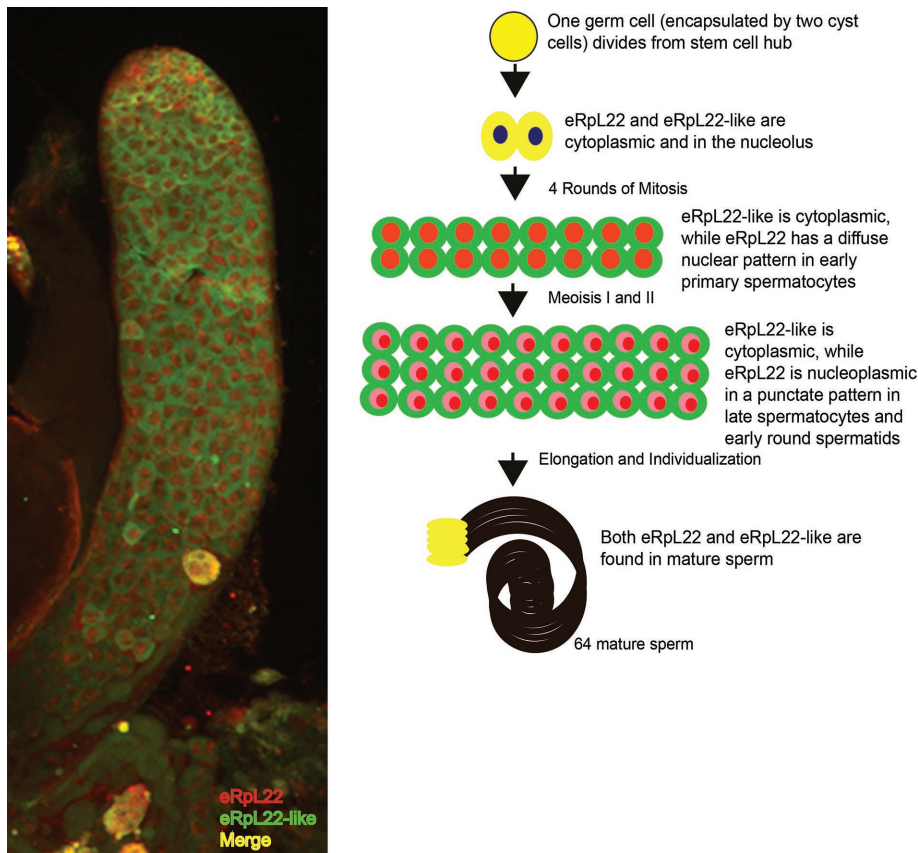 One germ cell (encapsulated by two cyst
cells) divides from stem cell hub
eRpL22 and eRpL22-like are
cytoplasmic and in the nucleolus
4 Rounds of Mitosis
eRpL22-like is cytoplasmic,
while eRpL22 has a diffuse
nuclear pattern in early
primary spermatocytes
Meoisis I and II
eRpL22-like is
cytoplasmic, while
eRpL22 is nucleoplasmic
in a punctate pattern in
late spermatocytes and
early round spermatids
Elongation and Individualization
Both eRpL22 and eRpL22-like are
found in mature sperm
64 mature sperm
eRpL22
eRpL22-like
Merge